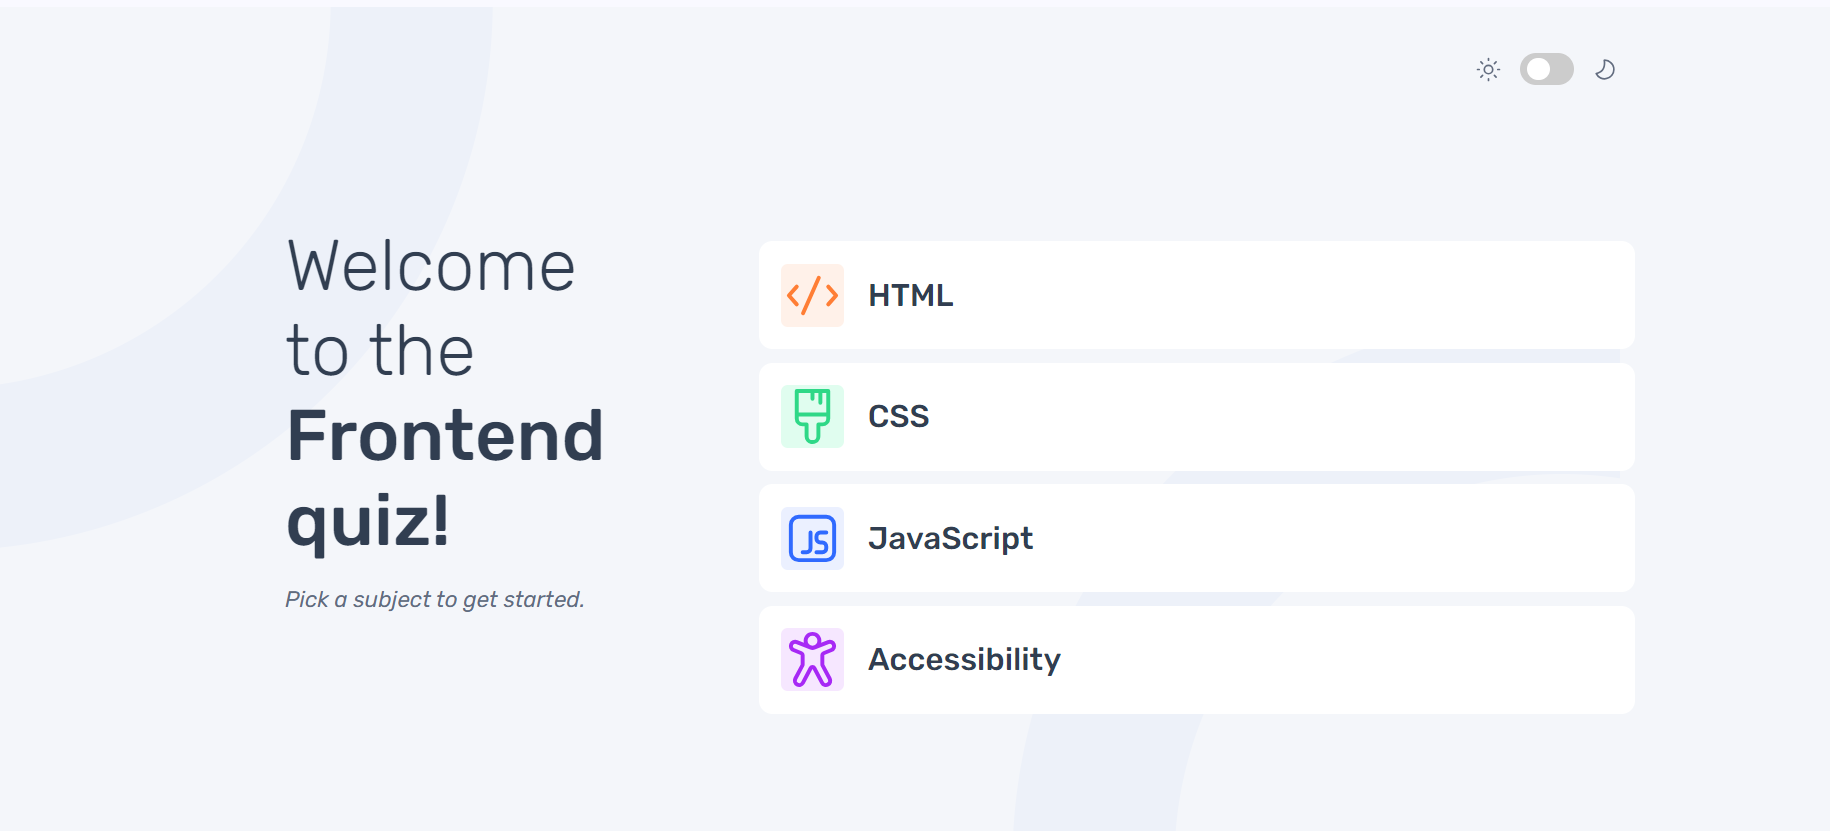 Welcome
to the
Frontend
quiz!
Pick a subject to get started.
</>
HTML
CSS
JS
JavaScript
Accessibility